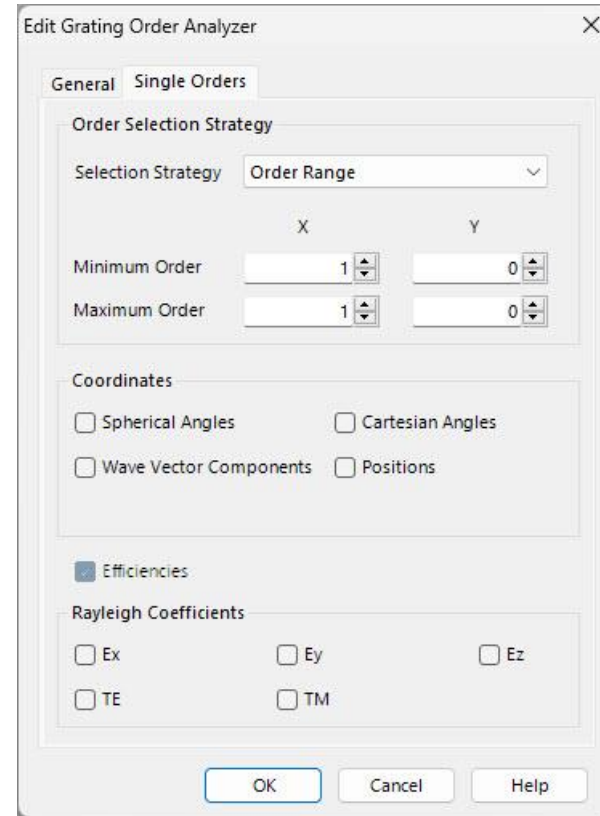 Edit Grating Order Analyzer
General Single Orders
Order Selection Strategy
Selection Strategy Order Range
X Y
Minimum Order 1 0
Maximum Order 1 0
Coordinates
Spherical Angles Cartesian Angles
Wave Vector Components Positions
Efficiencies
Rayleigh Coefficients
Ex Ey Ez
TE TM
OK Cancel Help